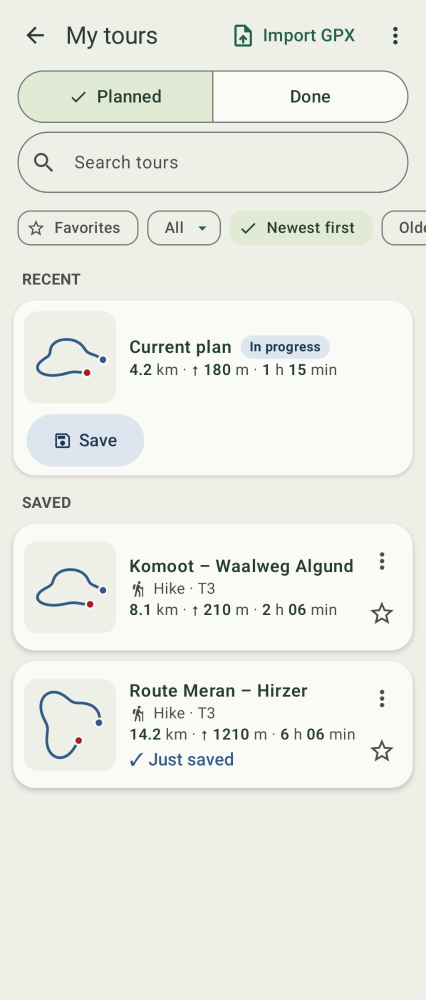 My tours
Import GPX
Planned
Done
Search tours
Favorites
All
Newest first
Olde
RECENT
Current plan
In progress
4.2 km · ↑ 180 m · 1 h 15 min
Save
SAVED
Komoot – Waalweg Algund
Hike · T3
8.1 km · ↑ 210 m · 2 h 06 min
Route Meran – Hirzer
Hike · T3
14.2 km · ↑ 1210 m · 6 h 06 min
✓ Just saved